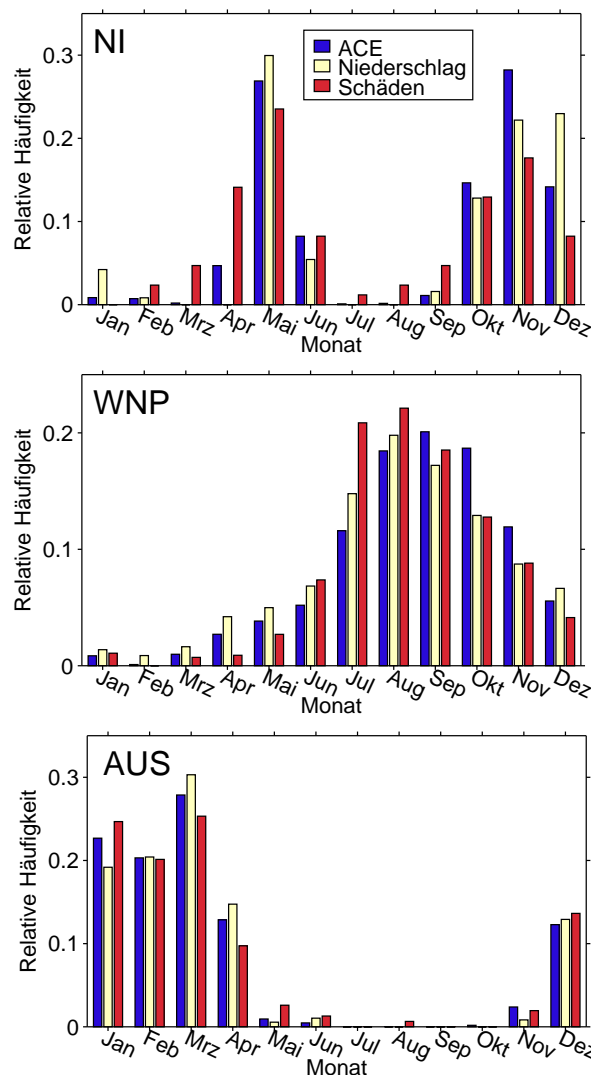 NI
ACE
Niederschlag
Schäden
Relative Häufigkeit
0.3
0.2
0.1
0
Jan Feb Mrz Apr Mai Jun Jul Aug Sep Okt Nov Dez
Monat
WNP
Relative Häufigkeit
0.2
0.1
0
Jan Feb Mrz Apr Mai Jun Jul Aug Sep Okt Nov Dez
Monat
AUS
Relative Häufigkeit
0.3
0.2
0.1
0
Jan Feb Mrz Apr Mai Jun Jul Aug Sep Okt Nov Dez
Monat